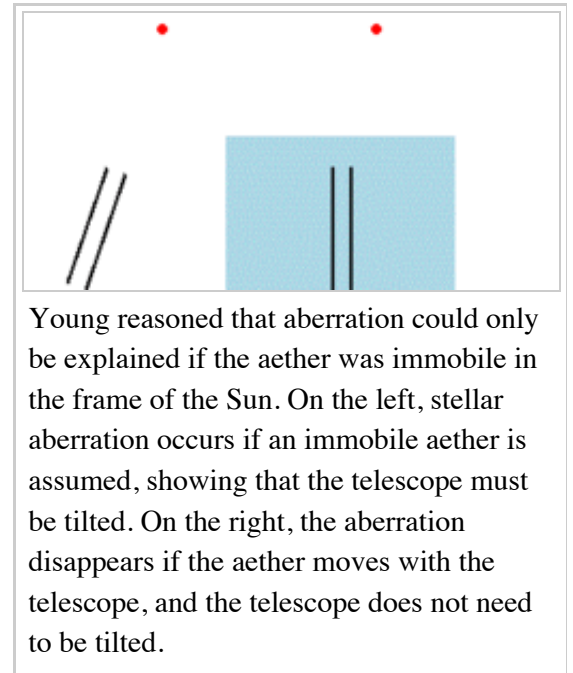 Young reasoned that aberration could only
be explained if the aether was immobile in
the frame of the Sun. On the left, stellar
aberration occurs if an immobile aether is
assumed, showing that the telescope must
be tilted. On the right, the aberration
disappears if the aether moves with the
telescope, and the telescope does not need
to be tilted.